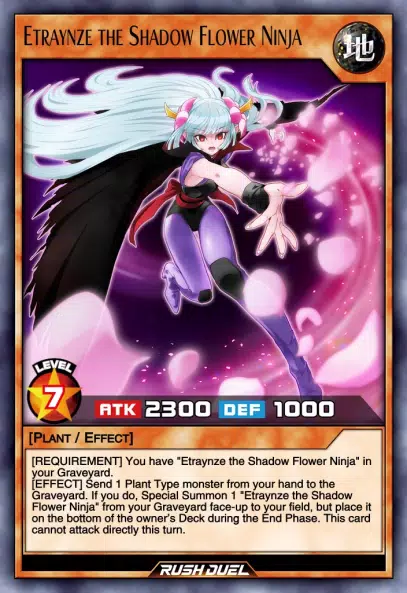 Etraynze the Shadow Flower Ninja
地
LEVEL
7
ATK 2300 DEF 1000
[Plant / Effect]
[REQUIREMENT] You have "Etraynze the Shadow Flower Ninja" in
your Graveyard.
[EFFECT] Send 1 Plant Type monster from your hand to the
Graveyard. If you do, Special Summon 1 "Etraynze the Shadow
Flower Ninja" from your Graveyard face-up to your field, but place it
on the bottom of the owner's Deck during the End Phase. This card
cannot attack directly this turn.
RUSH DUEL